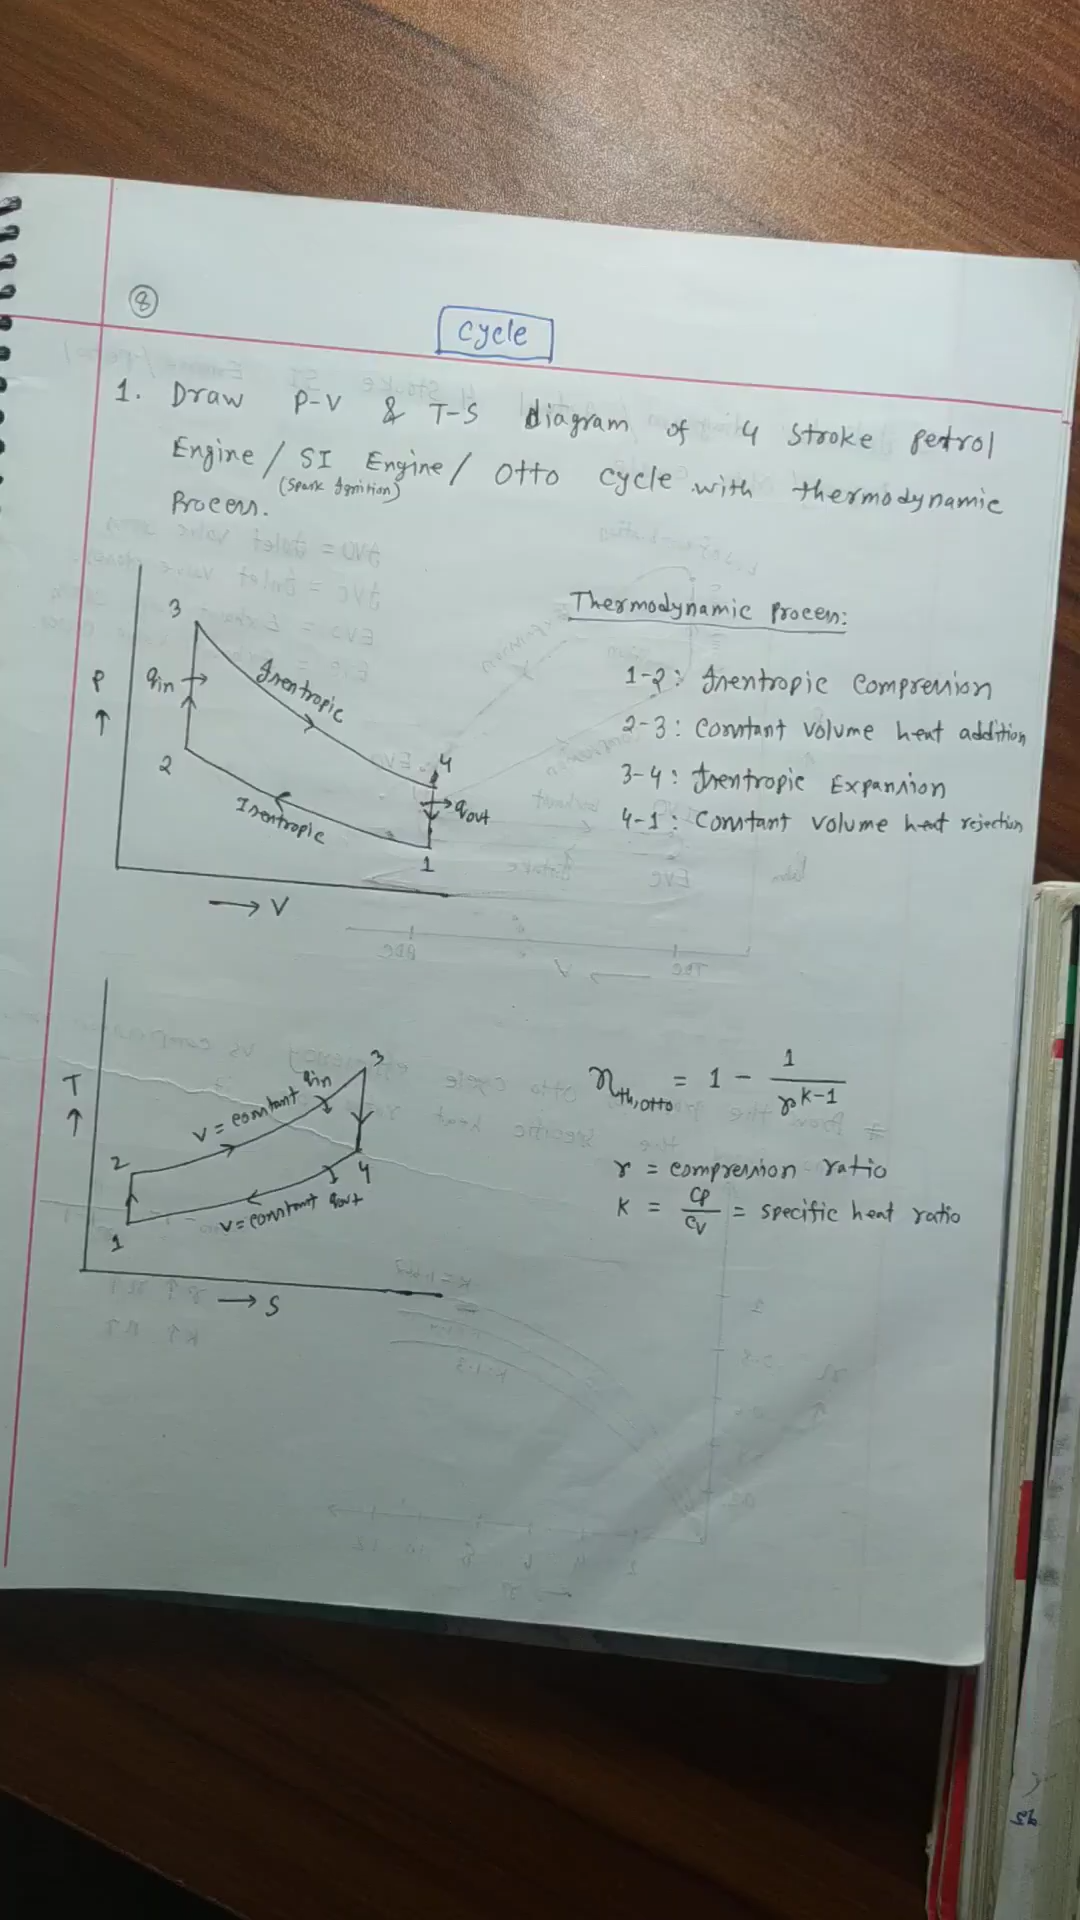 8
Cycle
1. Draw P-V & T-S diagram of 4 Stroke petrol
Engine / SI Engine / Otto cycle with thermodynamic
(Spark Ignition)
Process.
Thermodynamic Process:
1-2: Isentropic Compression
2-3: Constant volume heat addition
3-4: Isentropic Expansion
4-1: Constant volume heat rejection
3
P
↑
qin
Isentropic
2
4
Isentropic
qout
1
→ V
T
↑
3
qin
V = constant
2
4
V = constant qout
1
→ S
ηth,otto = 1 - 1/r^K-1
r = compression ratio
K = Cp/Cv = specific heat ratio